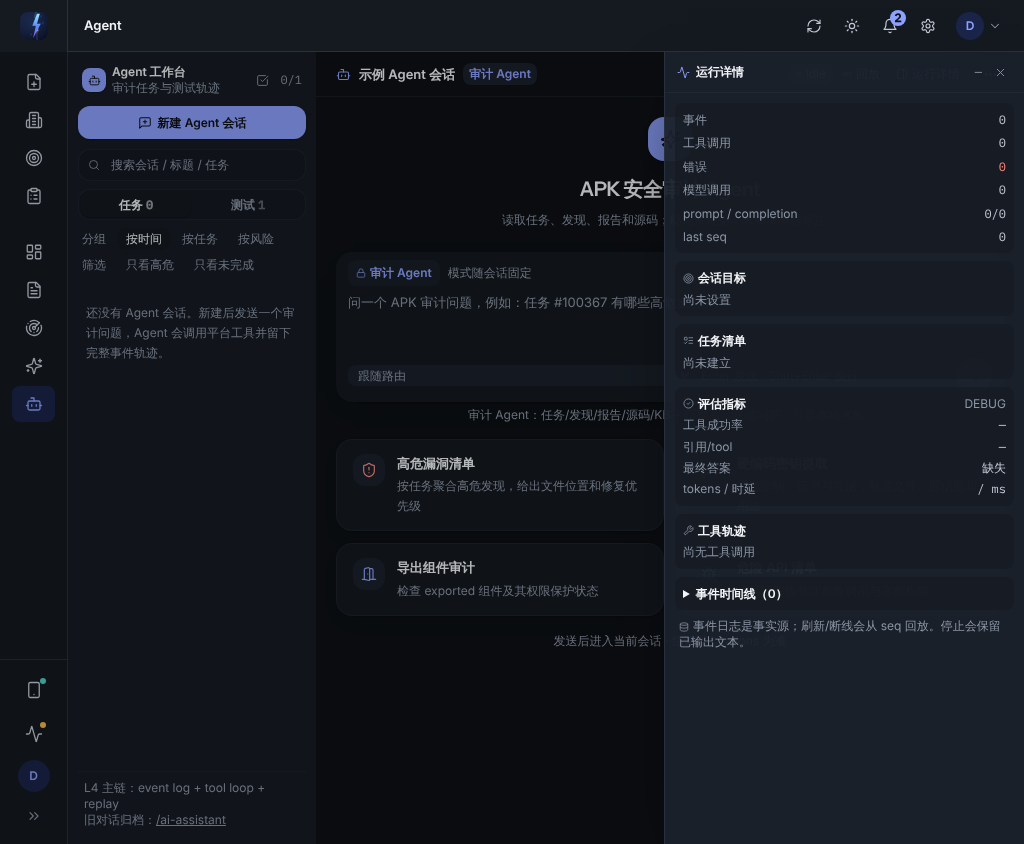 Agent
2
D
Agent 工作台
审计任务与测试轨迹
0/1
新建 Agent 会话
搜索会话 / 标题 / 任务
任务 0
测试 1
分组 按时间 按任务 按风险
筛选 只看高危 只看未完成
还没有 Agent 会话。新建后发送一个审
计问题，Agent 会调用平台工具并留下
完整事件轨迹。
L4 主链：event log + tool loop +
replay
旧对话归档：/ai-assistant
D
示例 Agent 会话 审计 Agent
APK 安全
读取任务、发现、报告和源码
审计 Agent 模式随会话固定
问一个 APK 审计问题，例如：任务 #100367 有哪些高
跟随路由
审计 Agent：任务/发现/报告/源码/
高危漏洞清单
按任务聚合高危发现，给出文件位置和修复优
先级
导出组件审计
检查 exported 组件及其权限保护状态
发送后进入当前会话
运行详情
事件 0
工具调用 0
错误 0
模型调用 0
prompt / completion 0/0
last seq 0
会话目标
尚未设置
任务清单
尚未建立
评估指标 DEBUG
工具成功率 —
引用/tool —
最终答案 缺失
tokens / 时延 / ms
工具轨迹
尚无工具调用
事件时间线（0）
事件日志是事实源；刷新/断线会从 seq 回放。停止会保留
已输出文本。